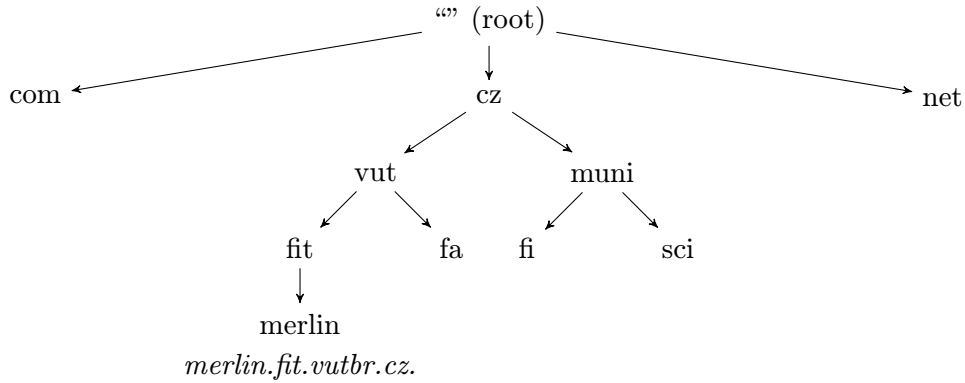 “” (root)
com cz net
vut muni
fit fa fi sci
merlin
merlin.fit.vutbr.cz.